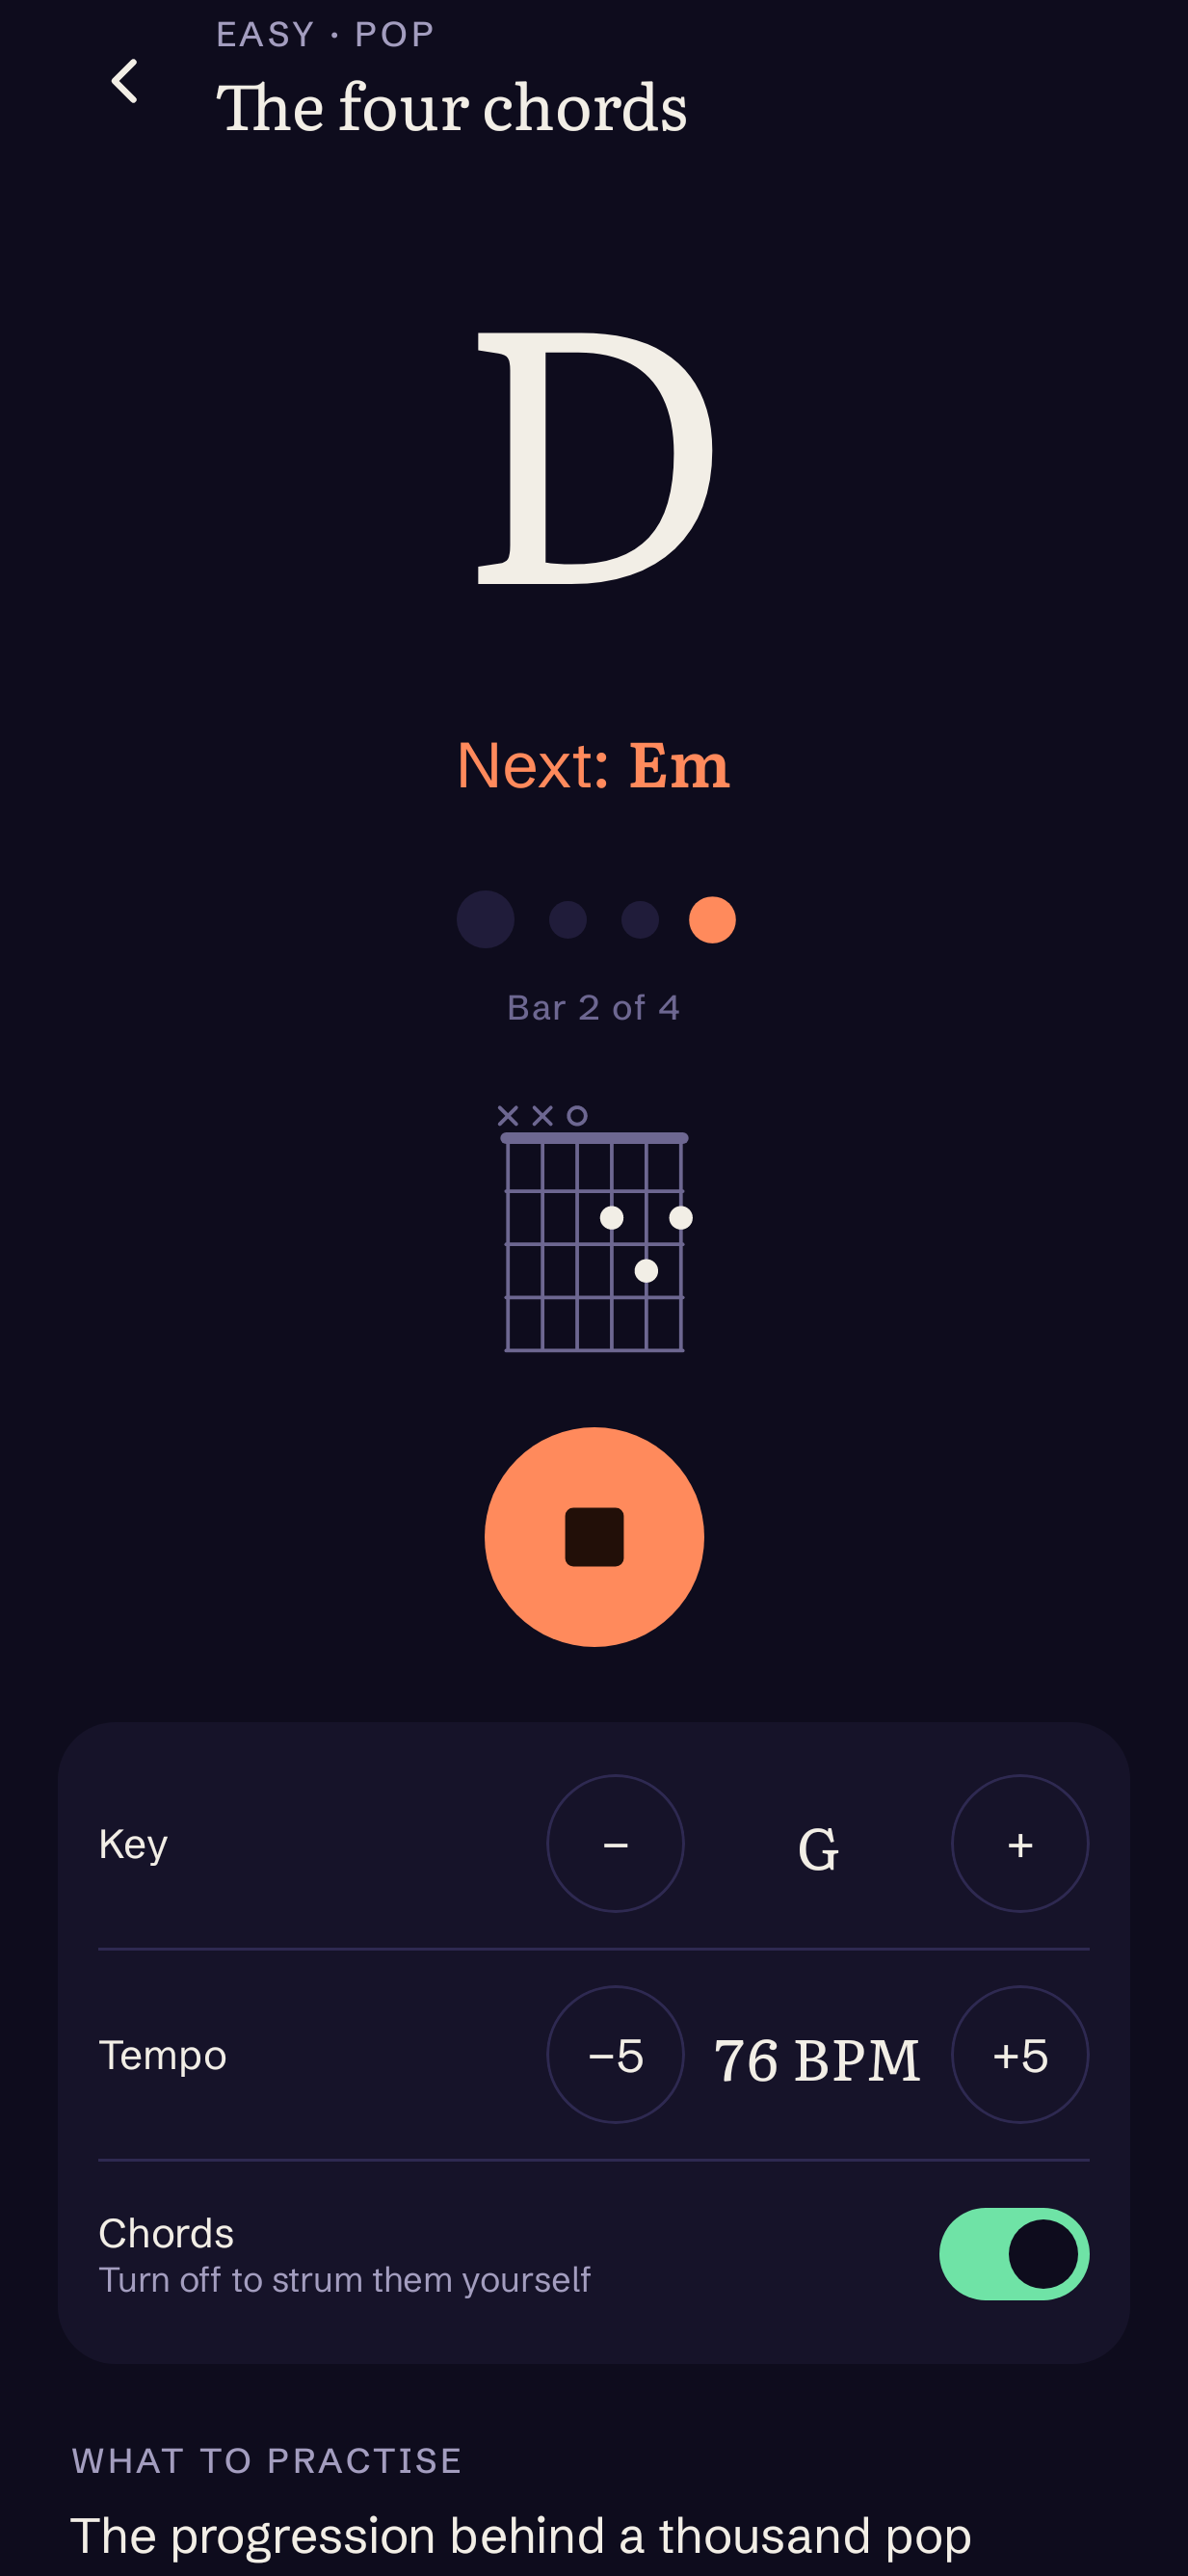 EASY · POP
The four chords
D
Next: Em
Bar 2 of 4
Key
−
G
+
Tempo
−5
76 BPM
+5
Chords
Turn off to strum them yourself
WHAT TO PRACTISE
The progression behind a thousand pop